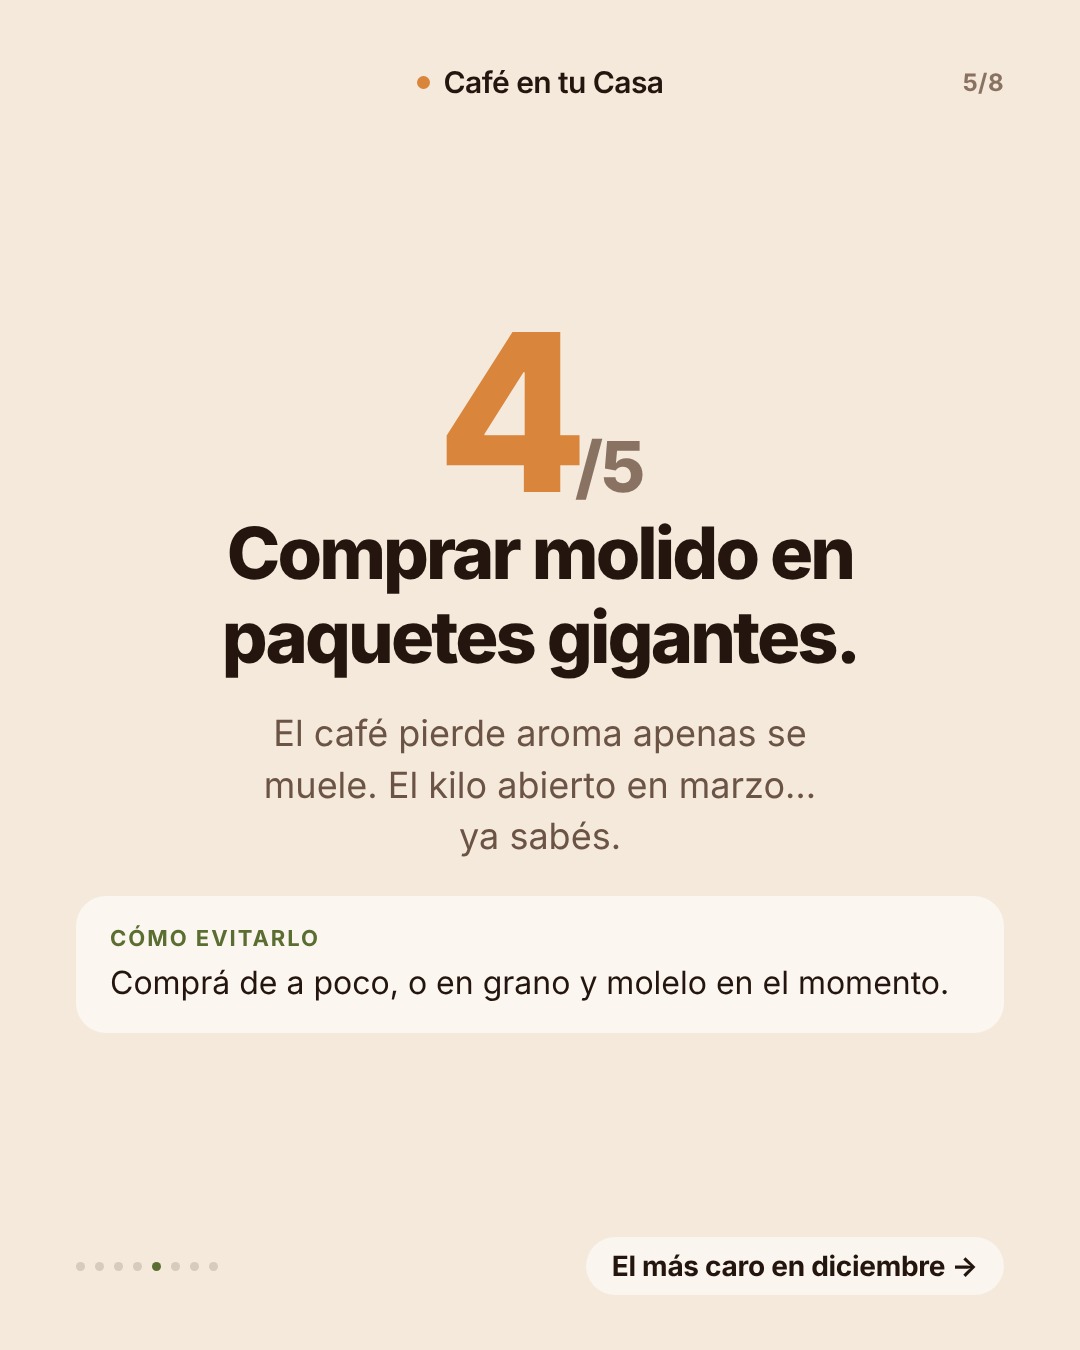 Café en tu Casa
5/8
4/5
Comprar molido en
paquetes gigantes.
El café pierde aroma apenas se
muele. El kilo abierto en marzo...
ya sabés.
CÓMO EVITARLO
Comprá de a poco, o en grano y molelo en el momento.
El más caro en diciembre →